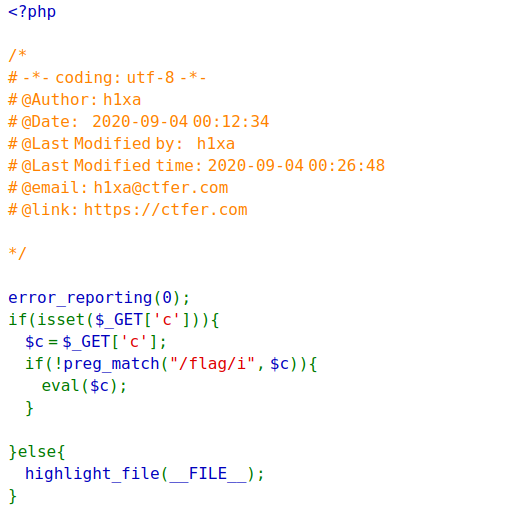 <?php
/*
# -*- coding: utf-8 -*-
# @Author: h1xa
# @Date:   2020-09-04 00:12:34
# @Last Modified by:   h1xa
# @Last Modified time: 2020-09-04 00:26:48
# @email: h1xa@ctfer.com
# @link: https://ctfer.com
*/
error_reporting(0);
if(isset($_GET['c'])){
    $c = $_GET['c'];
    if(!preg_match("/flag/i", $c)){
        eval($c);
    }
}else{
    highlight_file(__FILE__);
}